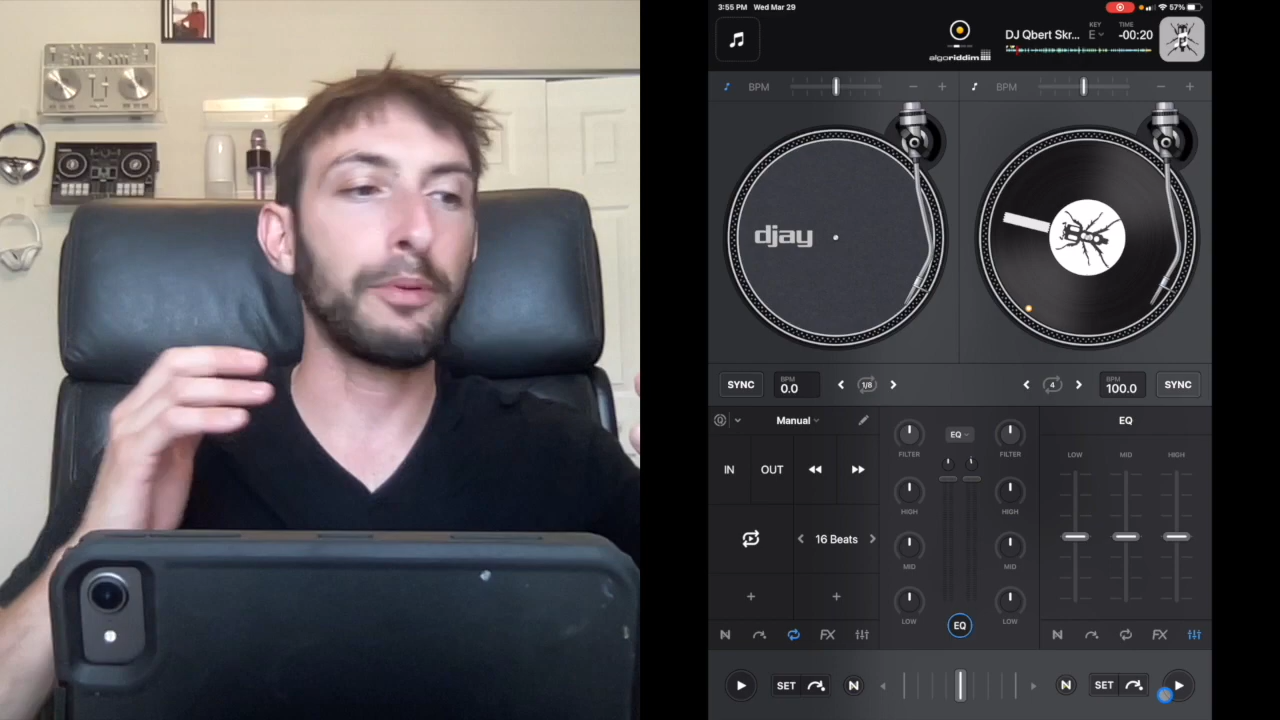 3:55 PM Wed Mar 29
57%
algoriddim
DJ Qbert Skr...
KEY
E
TIME
-00:20
BPM
BPM
djay
SYNC
BPM
0.0
1/8
4
BPM
100.0
SYNC
Manual
EQ
EQ
IN OUT
FILTER FILTER
LOW MID HIGH
HIGH HIGH
16 Beats
MID MID
LOW LOW
FX
EQ
FX
SET
N
N
SET